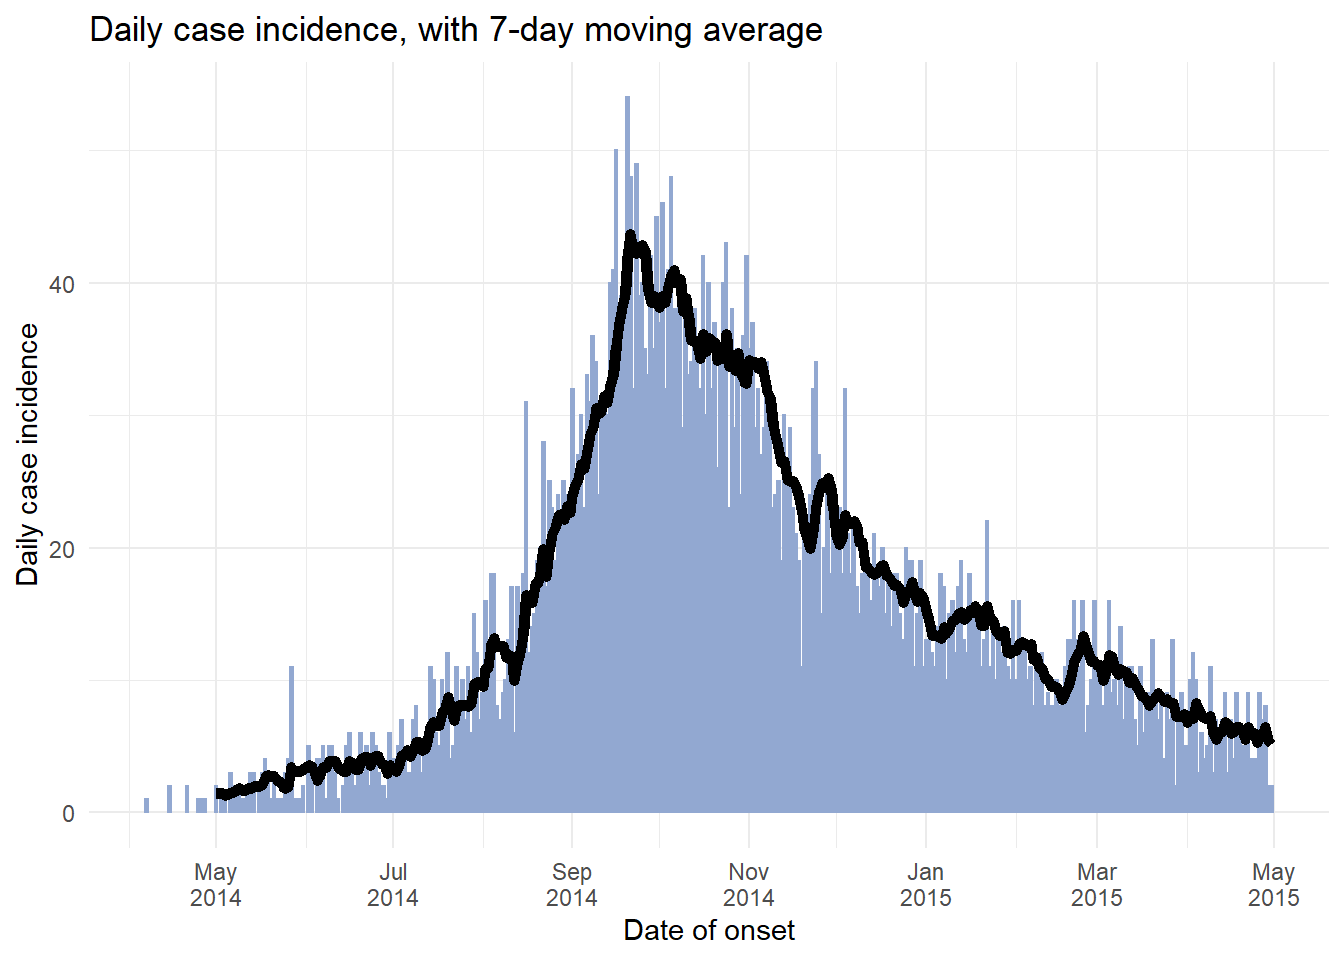 Daily case incidence, with 7-day moving average
Daily case incidence
40
20
0
May Jul Sep Nov Jan Mar May
2014 2014 2014 2014 2015 2015 2015
Date of onset